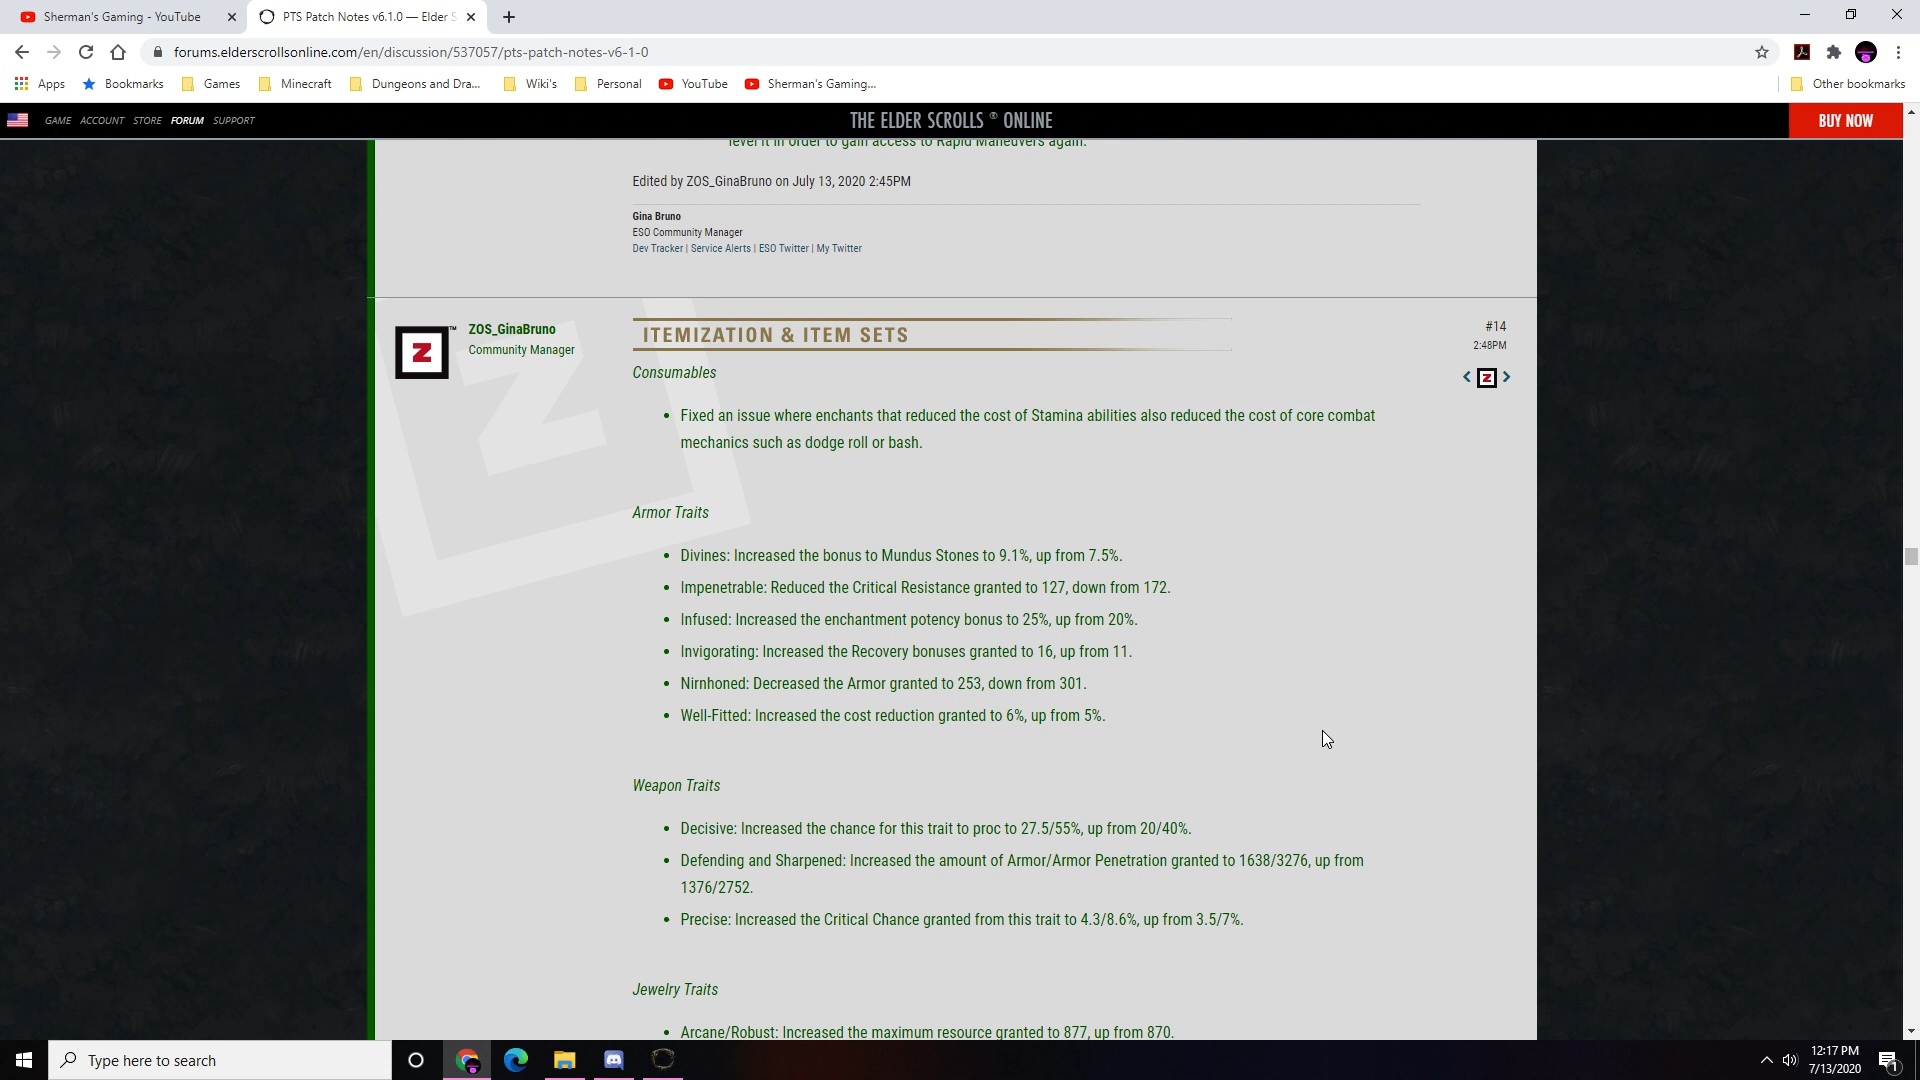 Sherman's Gaming - YouTube
PTS Patch Notes v6.1.0 — Elder S
forums.elderscrollsonline.com/en/discussion/537057/pts-patch-notes-v6-1-0
Apps
Bookmarks
Games
Minecraft
Dungeons and Dra...
Wiki's
Personal
YouTube
Sherman's Gaming...
Other bookmarks
GAME ACCOUNT STORE FORUM SUPPORT
THE ELDER SCROLLS ® ONLINE
BUY NOW
level it in order to gain access to Rapid Maneuvers again.
Edited by ZOS_GinaBruno on July 13, 2020 2:45PM
Gina Bruno
ESO Community Manager
Dev Tracker | Service Alerts | ESO Twitter | My Twitter
Z
TM
ZOS_GinaBruno
Community Manager
ITEMIZATION & ITEM SETS
#14
2:48PM
< Z >
Consumables
• Fixed an issue where enchants that reduced the cost of Stamina abilities also reduced the cost of core combat
mechanics such as dodge roll or bash.
Armor Traits
• Divines: Increased the bonus to Mundus Stones to 9.1%, up from 7.5%.
• Impenetrable: Reduced the Critical Resistance granted to 127, down from 172.
• Infused: Increased the enchantment potency bonus to 25%, up from 20%.
• Invigorating: Increased the Recovery bonuses granted to 16, up from 11.
• Nirnhoned: Decreased the Armor granted to 253, down from 301.
• Well-Fitted: Increased the cost reduction granted to 6%, up from 5%.
Weapon Traits
• Decisive: Increased the chance for this trait to proc to 27.5/55%, up from 20/40%.
• Defending and Sharpened: Increased the amount of Armor/Armor Penetration granted to 1638/3276, up from
1376/2752.
• Precise: Increased the Critical Chance granted from this trait to 4.3/8.6%, up from 3.5/7%.
Jewelry Traits
• Arcane/Robust: Increased the maximum resource granted to 877, up from 870.
Type here to search
12:17 PM
7/13/2020
1